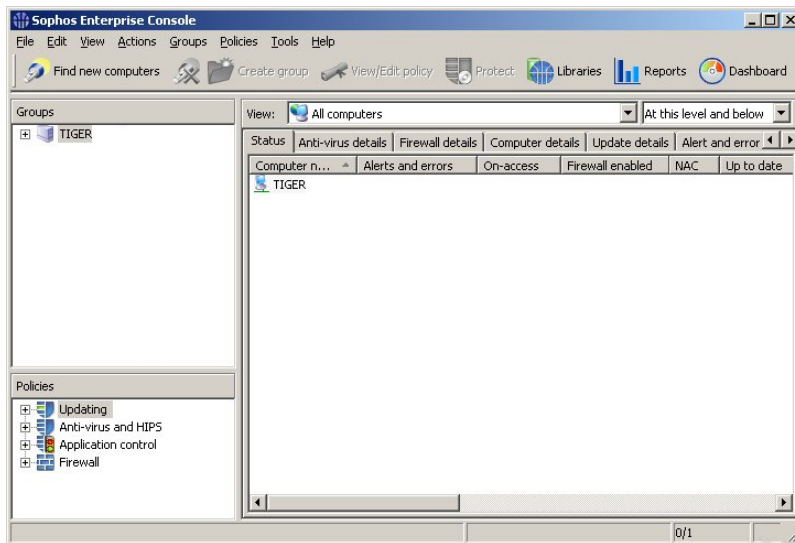 Sophos Enterprise Console
File Edit View Actions Groups Policies Tools Help
Find new computers Create group View/Edit policy Protect Libraries Reports Dashboard
Groups
TIGER
View: All computers At this level and below
Status Anti-virus details Firewall details Computer details Update details Alert and error
Computer n... Alerts and errors On-access Firewall enabled NAC Up to date
TIGER
Policies
Updating
Anti-virus and HIPS
Application control
Firewall
0/1